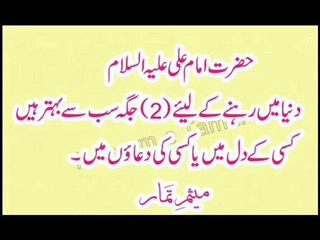 حضرت امام علی علیہ السلام
دنیا میں رہنے کے لیئے (2) جگہ سب سے بہتر ہیں
کسی کے دل میں یا کسی کی دعاؤں میں ۔
میثمِ تمار